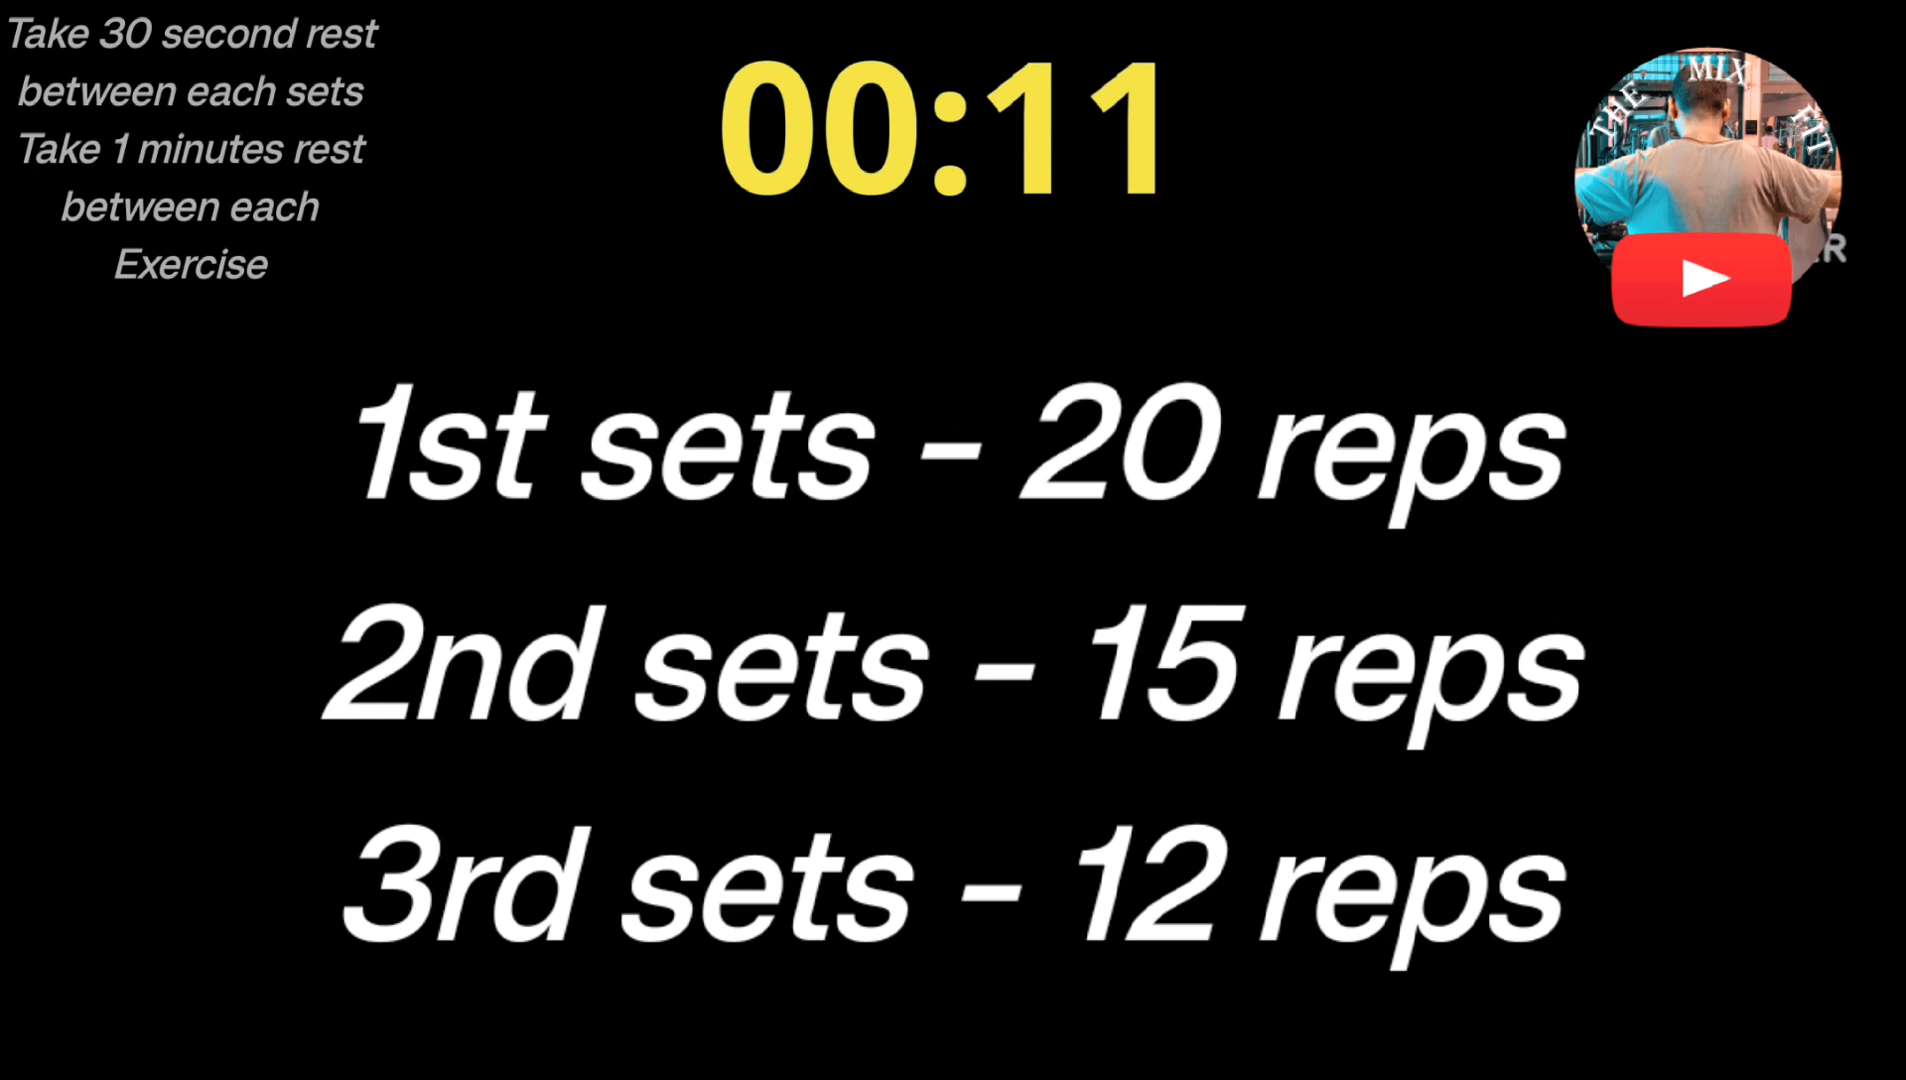 Take 30 second rest
between each sets
Take 1 minutes rest
between each
Exercise
00:11
THE MIX FIT
1st sets - 20 reps
2nd sets - 15 reps
3rd sets - 12 reps